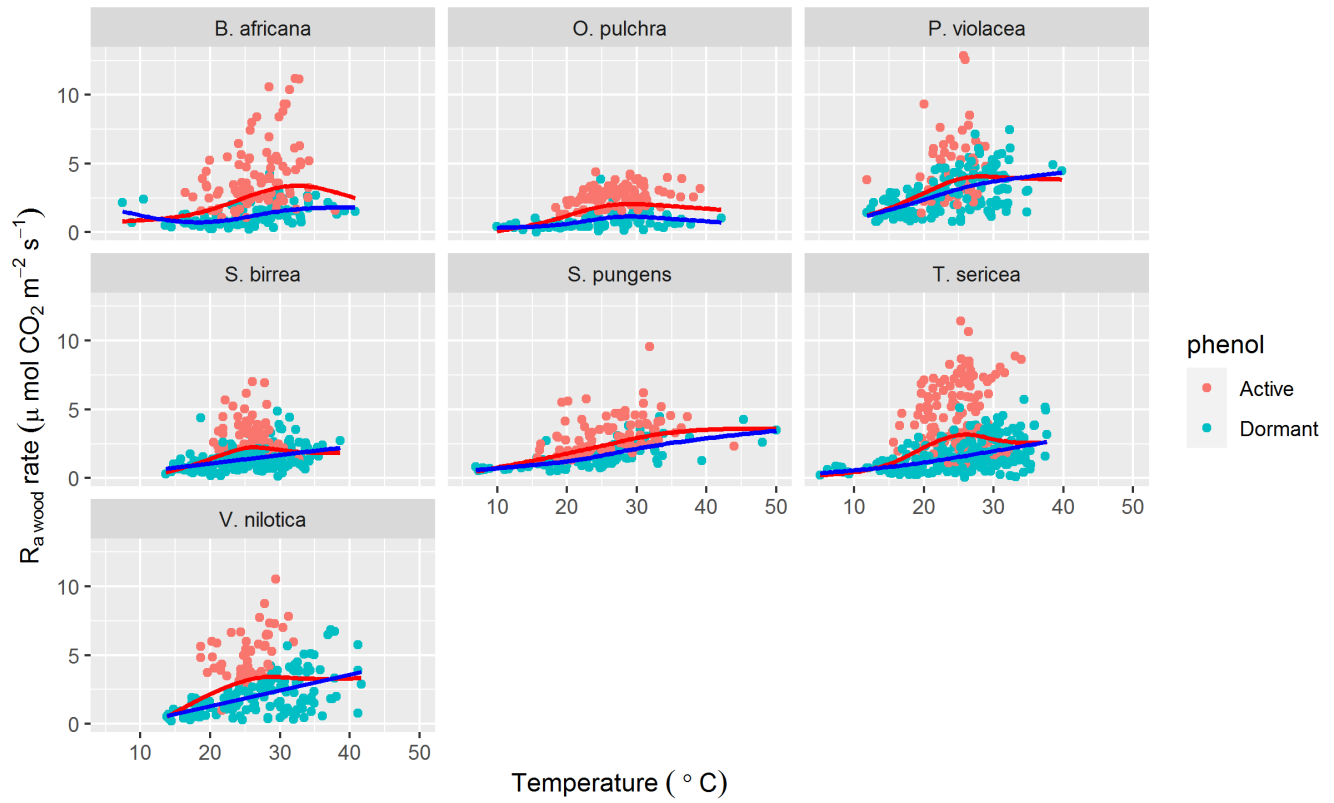 B. africana
O. pulchra
P. violacea
10
5
0
S. birrea
S. pungens
T. sericea
10
5
0
10 20 30 40 50
10 20 30 40 50
V. nilotica
10
5
0
10 20 30 40 50
Temperature (° C)
Ra wood rate (μ mol CO2 m−2 s−1)
phenol
Active
Dormant